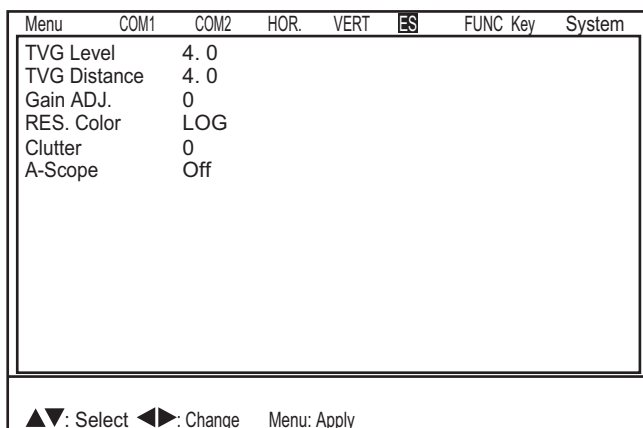 Menu COM1 COM2 HOR. VERT ES FUNC Key System
TVG Level 4. 0
TVG Distance 4. 0
Gain ADJ. 0
RES. Color LOG
Clutter 0
A-Scope Off
▲▼: Select ◀▶: Change Menu: Apply